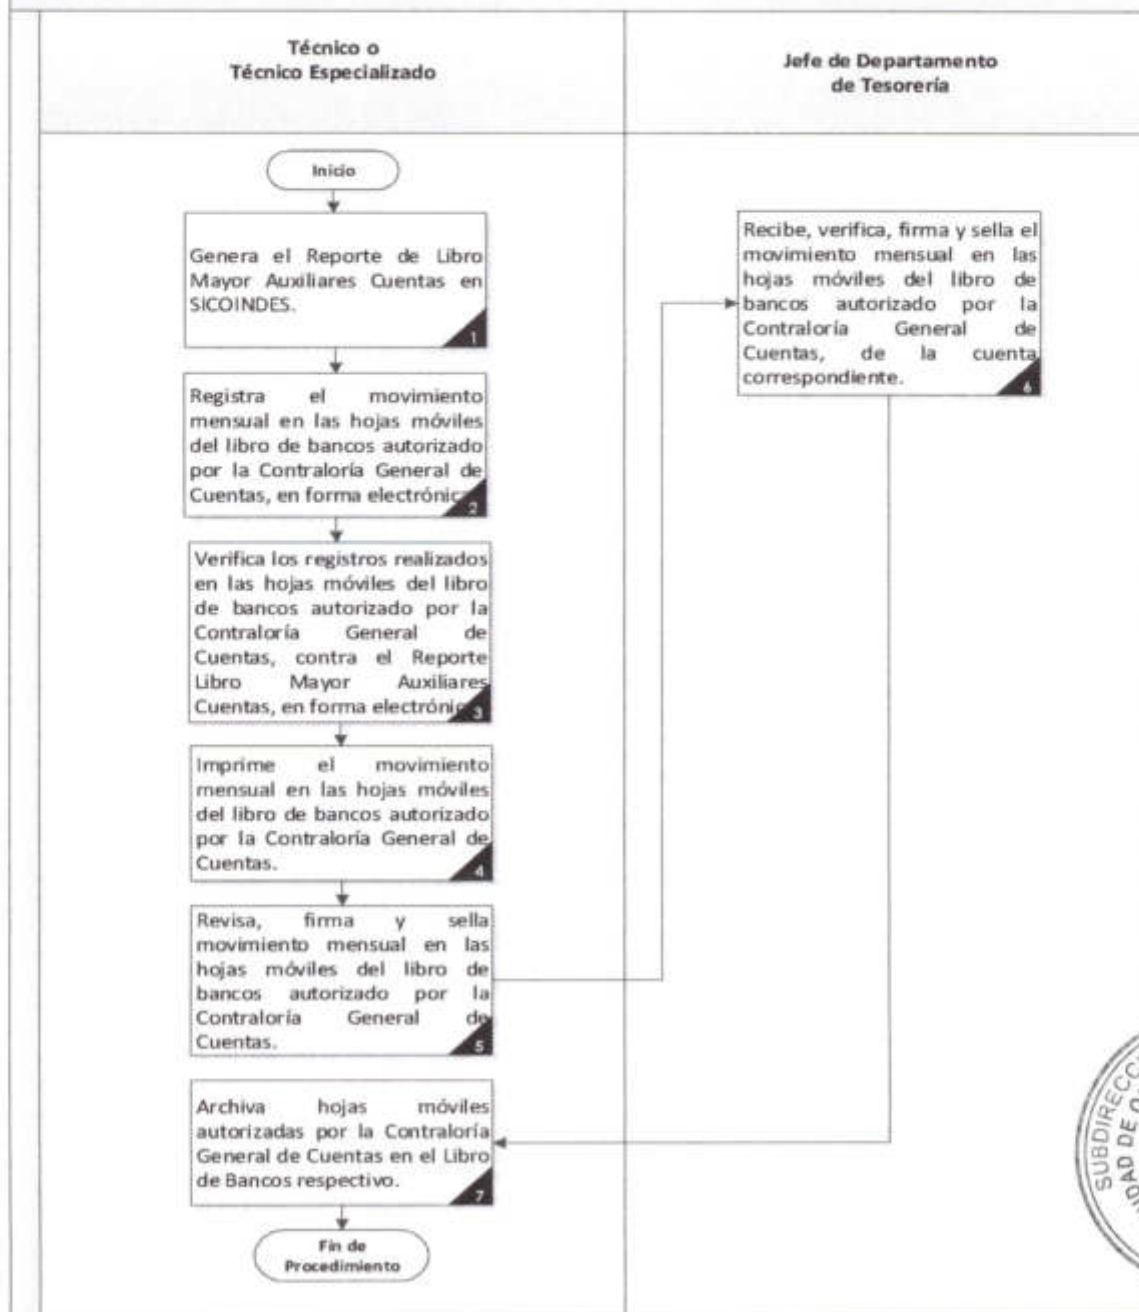 Técnico o
Técnico Especializado
Jefe de Departamento
de Tesorería
Inicio
Genera el Reporte de Libro
Mayor Auxiliares Cuentas en
SICOINDES.
1
Registra el movimiento
mensual en las hojas móviles
del libro de bancos autorizado
por la Contraloría General de
Cuentas, en forma electrónic
2
Verifica los registros realizados
en las hojas móviles del libro
de bancos autorizado por la
Contraloría General de
Cuentas, contra el Reporte
Libro Mayor Auxiliares
Cuentas, en forma electróni
3
Imprime el movimiento
mensual en las hojas móviles
del libro de bancos autorizado
por la Contraloría General de
Cuentas.
4
Revisa, firma y sella
movimiento mensual en las
hojas móviles del libro de
bancos autorizado por la
Contraloría General de
Cuentas.
5
Recibe, verifica, firma y sella el
movimiento mensual en las
hojas móviles del libro de
bancos autorizado por la
Contraloría General de
Cuentas, de la cuenta
correspondiente.
6
Archiva hojas móviles
autorizadas por la Contraloría
General de Cuentas en el Libro
de Bancos respectivo.
7
Fin de
Procedimiento
SUBDIRECC
DAD DE